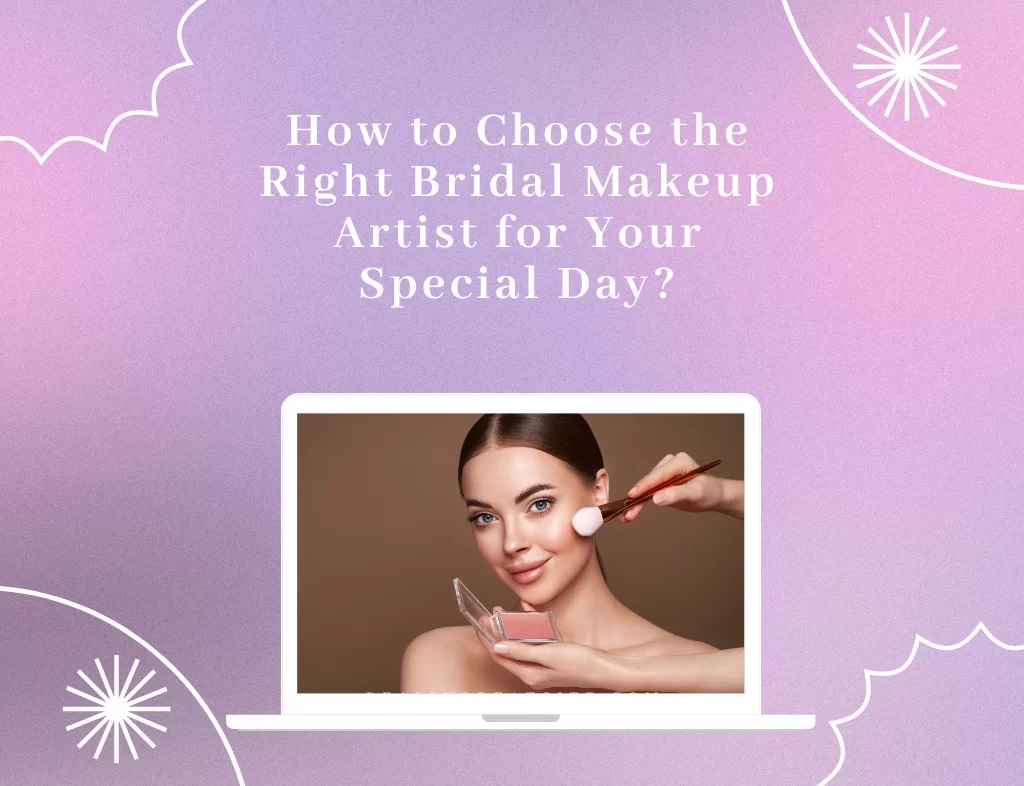 How to Choose the
Right Bridal Makeup
Artist for Your
Special Day?